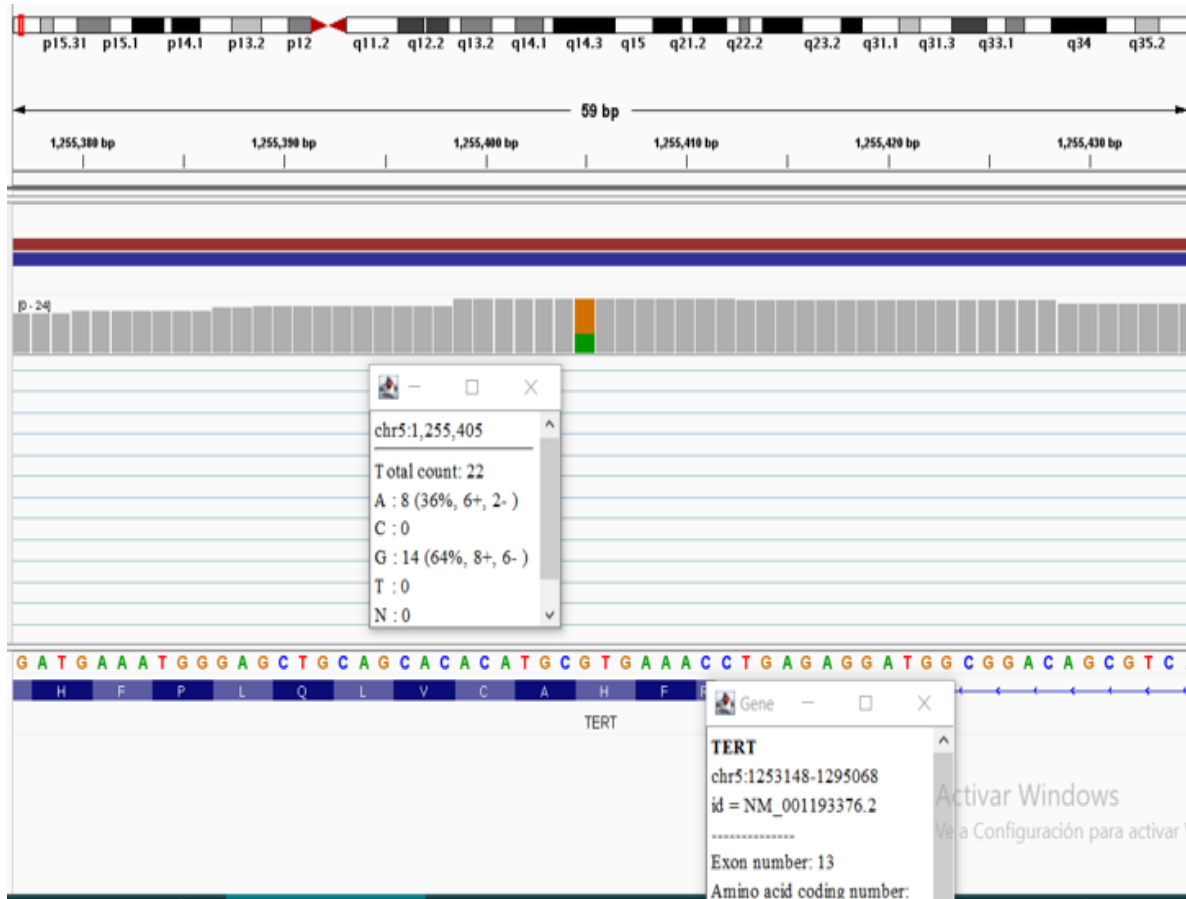 p15.31 p15.1 p14.1 p13.2 p12 q11.2 q12.2 q13.2 q14.1 q14.3 q15 q21.2 q22.2 q23.2 q31.1 q31.3 q33.1 q34 q35.2
59 bp
1,255,380 bp 1,255,390 bp 1,255,400 bp 1,255,410 bp 1,255,420 bp 1,255,430 bp
[0 - 24]
chr5:1,255,405
Total count: 22
A : 8 (36%, 6+, 2- )
C : 0
G : 14 (64%, 8+, 6- )
T : 0
N : 0
G A T G A A A T G G G A G C T G C A G C A C A C A T G C G T G A A A C C T G A G A G G A T G G C G G A C A G C G T C
H F P L Q L V C A H F
TERT
Gene
TERT
chr5:1253148-1295068
id = NM_001193376.2
--------------
Exon number: 13
Amino acid coding number:
Activar Windows
Ve a Configuración para activar